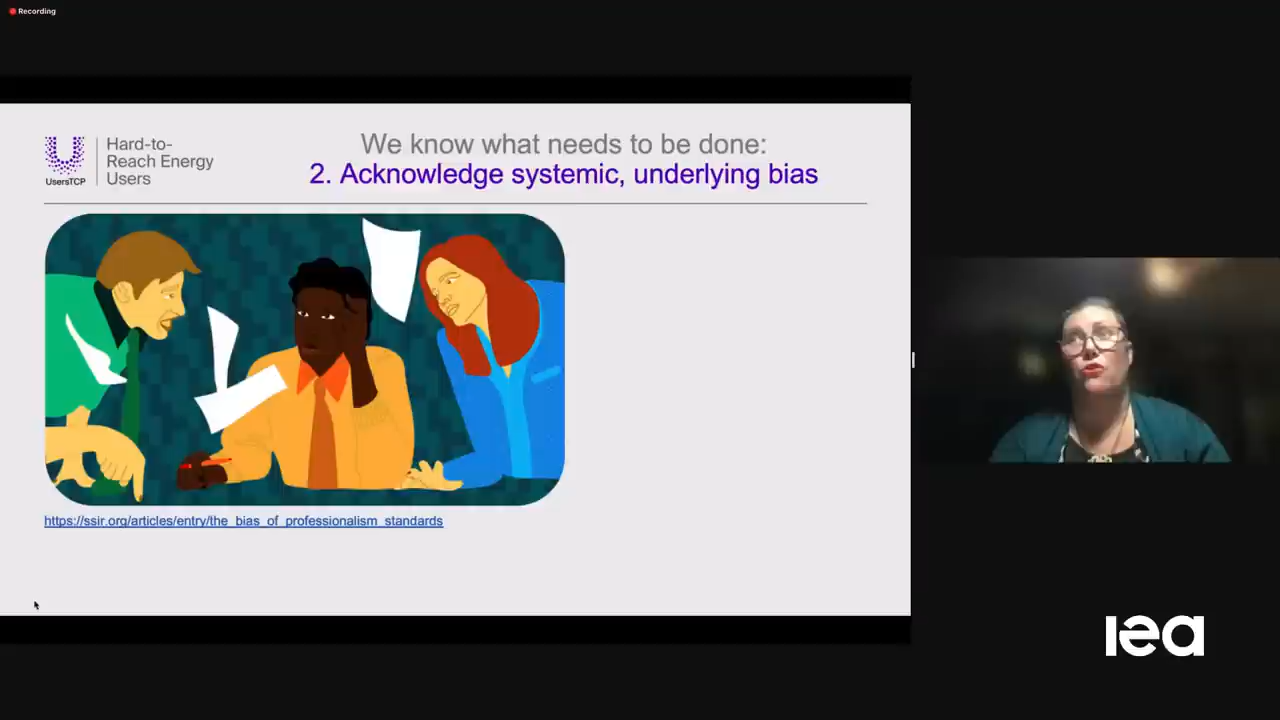 Recording
Hard-to-
Reach Energy
Users
UsersTCP
We know what needs to be done:
2. Acknowledge systemic, underlying bias
https://ssir.org/articles/entry/the_bias_of_professionalism_standards
iea